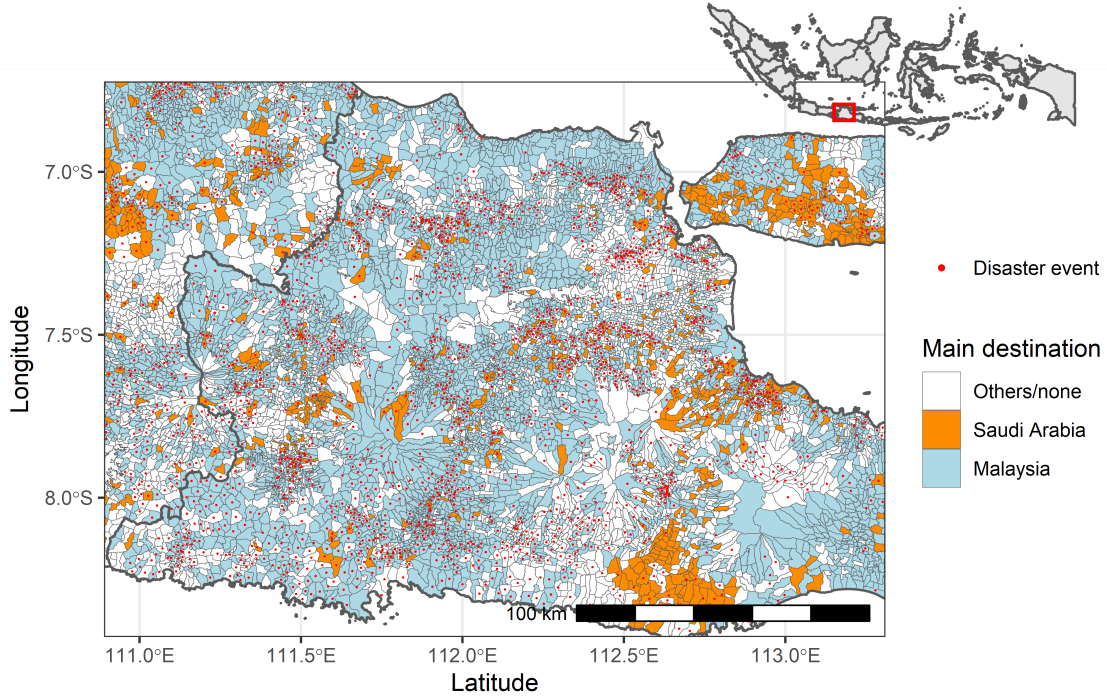 7.0°S
7.5°S
8.0°S
Longitude
111.0°E
111.5°E
112.0°E
112.5°E
113.0°E
Latitude
100 km
Disaster event
Main destination
Others/none
Saudi Arabia
Malaysia